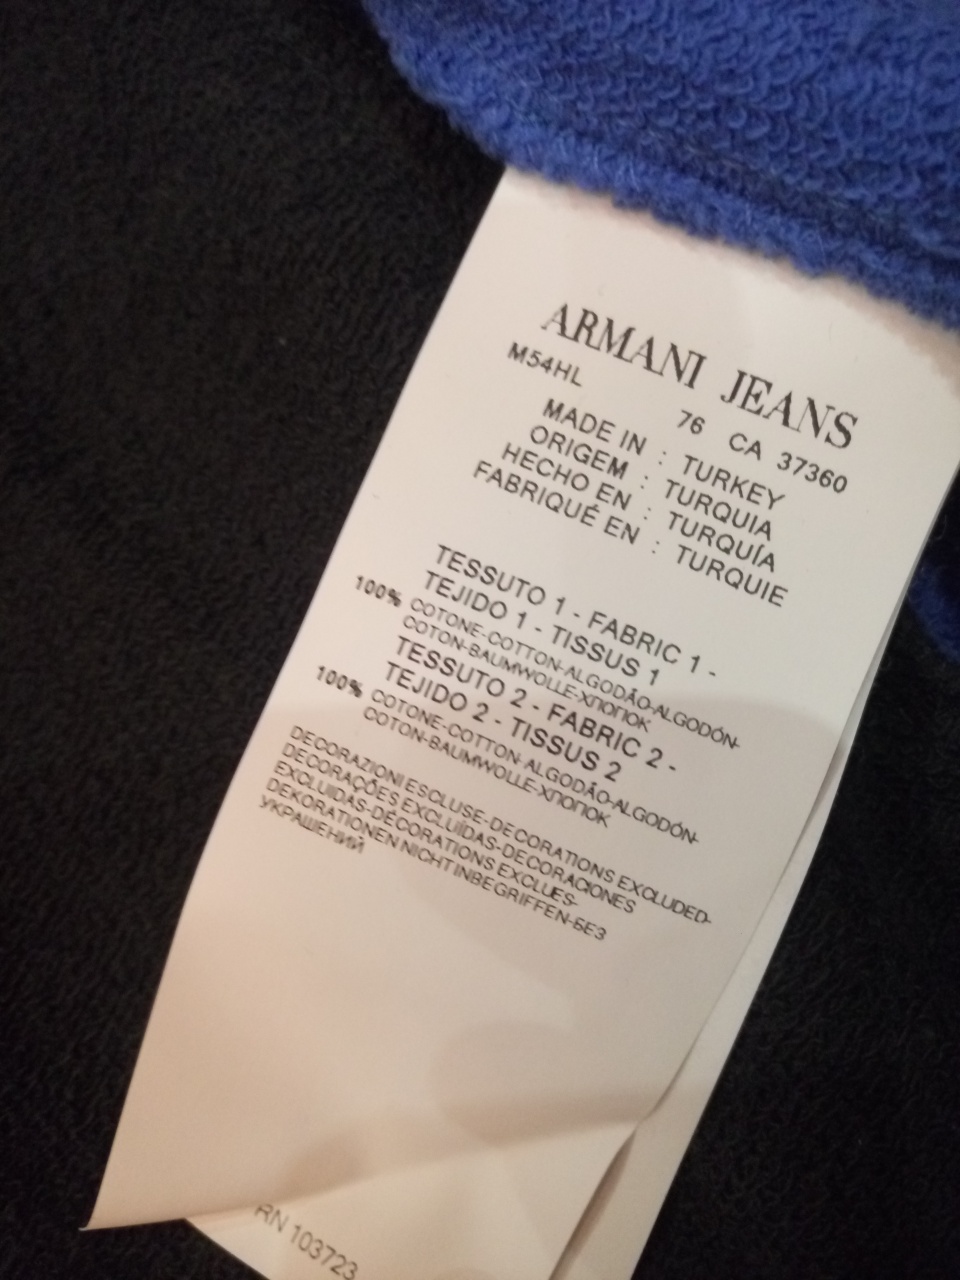 ARMANI JEANS
M54HL 76 CA 37360
MADE IN : TURKEY
ORIGEM : TURQUIA
HECHO EN : TURQUÍA
FABRIQUÉ EN : TURQUIE
TESSUTO 1 - FABRIC 1 -
TEJIDO 1 - TISSUS 1
100% COTONE-COTTON-ALGODÃO-ALGODÓN-
COTON-BAUMWOLLE-ХЛОПОК
TESSUTO 2 - FABRIC 2 -
TEJIDO 2 - TISSUS 2
100% COTONE-COTTON-ALGODÃO-ALGODÓN-
COTON-BAUMWOLLE-ХЛОПОК
DECORAZIONI ESCLUSE-DECORATIONS EXCLUDED-
DECORAÇÕES EXCLUÍDAS-DECORACIONES
EXCLUIDAS-DÉCORATIONS EXCLUES-
DEKORATIONEN NICHT INBEGRIFFEN-БЕЗ
УКРАШЕНИЙ
RN 103723